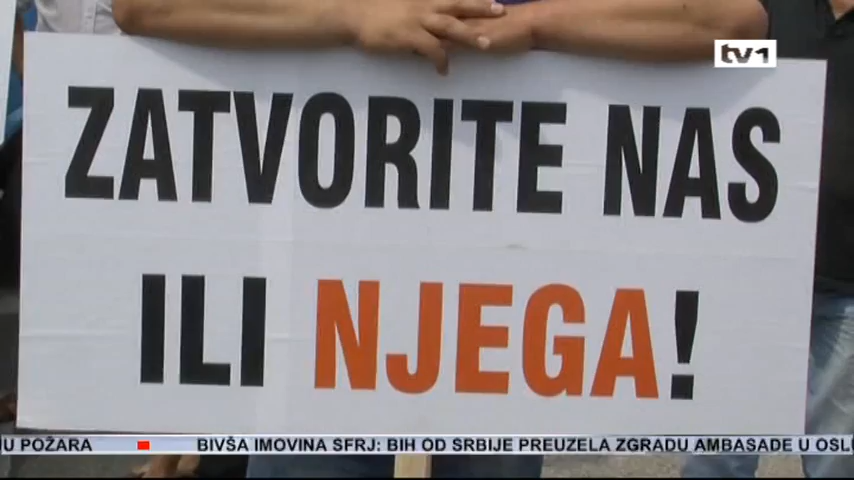 tv1
ZATVORITE NAS
ILI NJEGA!
U POŽARA
BIVŠA IMOVINA SFRJ: BIH OD SRBIJE PREUZELA ZGRADU AMBASADE U OSL